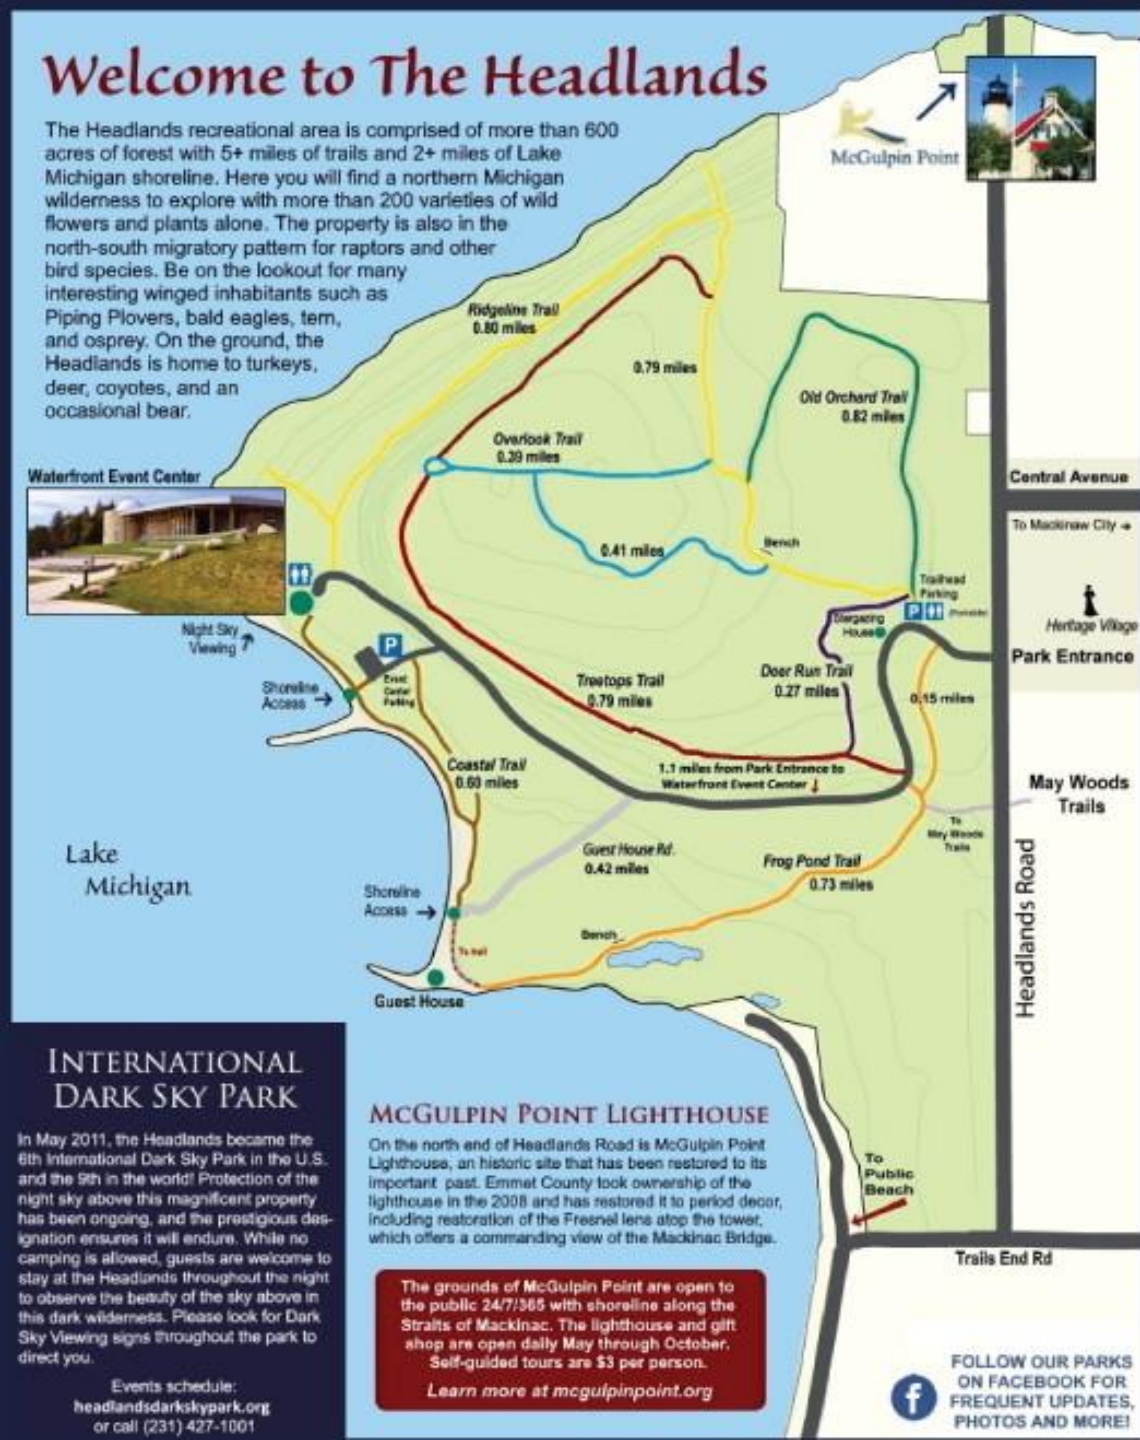 Welcome to The Headlands
The Headlands recreational area is comprised of more than 600
acres of forest with 5+ miles of trails and 2+ miles of Lake
Michigan shoreline. Here you will find a northern Michigan
wilderness to explore with more than 200 varieties of wild
flowers and plants alone. The property is also in the
north-south migratory pattern for raptors and other
bird species. Be on the lookout for many
interesting winged inhabitants such as
Piping Plovers, bald eagles, tern,
and osprey. On the ground, the
Headlands is home to turkeys,
deer, coyotes, and an
occasional bear.
McGulpin Point
Ridgeline Trail
0.80 miles
0.79 miles
Old Orchard Trail
0.82 miles
Overlook Trail
0.39 miles
Waterfront Event Center
Central Avenue
To Mackinaw City →
0.41 miles
Bench
Trailhead
Parking
P
(Portable)
Heritage Village
Stargazing
House
Park Entrance
Night Sky
Viewing
P
Shoreline
Access →
Event
Center
Parking
Treetops Trail
0.79 miles
Deer Run Trail
0.27 miles
0.15 miles
Coastal Trail
0.60 miles
1.1 miles from Park Entrance to
Waterfront Event Center ↓
May Woods
Trails
To
May Woods
Trails
Lake
Michigan
Guest House Rd.
0.42 miles
Frog Pond Trail
0.73 miles
Headlands Road
Shoreline
Access →
Bench
To trail
Guest House
INTERNATIONAL
DARK SKY PARK
In May 2011, the Headlands became the
6th International Dark Sky Park in the U.S.
and the 9th in the world! Protection of the
night sky above this magnificent property
has been ongoing, and the prestigious des-
ignation ensures it will endure. While no
camping is allowed, guests are welcome to
stay at the Headlands throughout the night
to observe the beauty of the sky above in
this dark wilderness. Please look for Dark
Sky Viewing signs throughout the park to
direct you.
Events schedule:
headlandsdarkskypark.org
or call (231) 427-1001
MCGULPIN POINT LIGHTHOUSE
On the north end of Headlands Road is McGulpin Point
Lighthouse, an historic site that has been restored to its
important past. Emmet County took ownership of the
lighthouse in the 2008 and has restored it to period decor,
including restoration of the Fresnel lens atop the tower,
which offers a commanding view of the Mackinac Bridge.
The grounds of McGulpin Point are open to
the public 24/7/365 with shoreline along the
Straits of Mackinac. The lighthouse and gift
shop are open daily May through October.
Self-guided tours are $3 per person.
Learn more at mcgulpinpoint.org
To
Public
Beach
Trails End Rd
f
FOLLOW OUR PARKS
ON FACEBOOK FOR
FREQUENT UPDATES,
PHOTOS AND MORE!